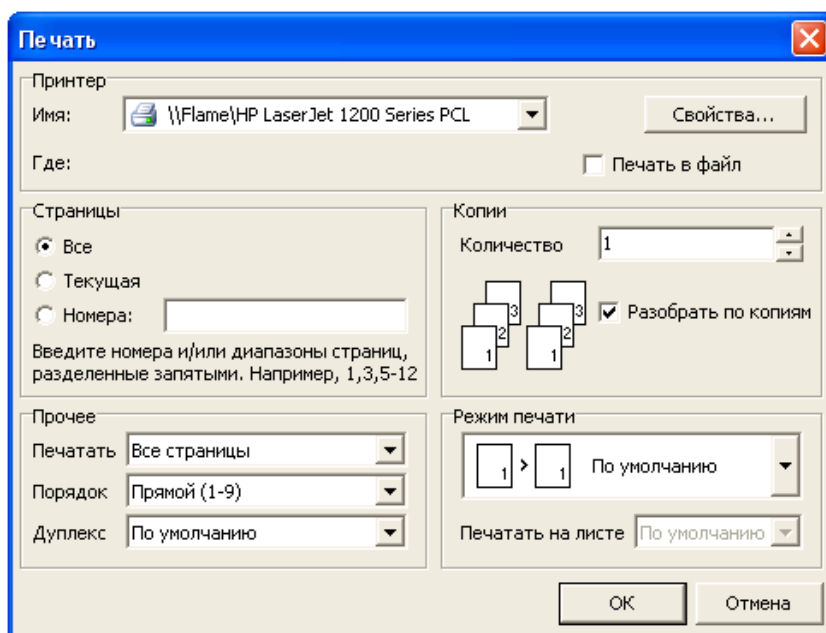 Печать
Принтер
Имя: \\Flame\HP LaserJet 1200 Series PCL Свойства...
Где: Печать в файл
Страницы
Все
Текущая
Номера:
Введите номера и/или диапазоны страниц,
разделенные запятыми. Например, 1,3,5-12
Копии
Количество 1
3 3
2 2
1 1
Разобрать по копиям
Прочее
Печатать Все страницы
Порядок Прямой (1-9)
Дуплекс По умолчанию
Режим печати
1 > 1 По умолчанию
Печатать на листе По умолчанию
ОК Отмена